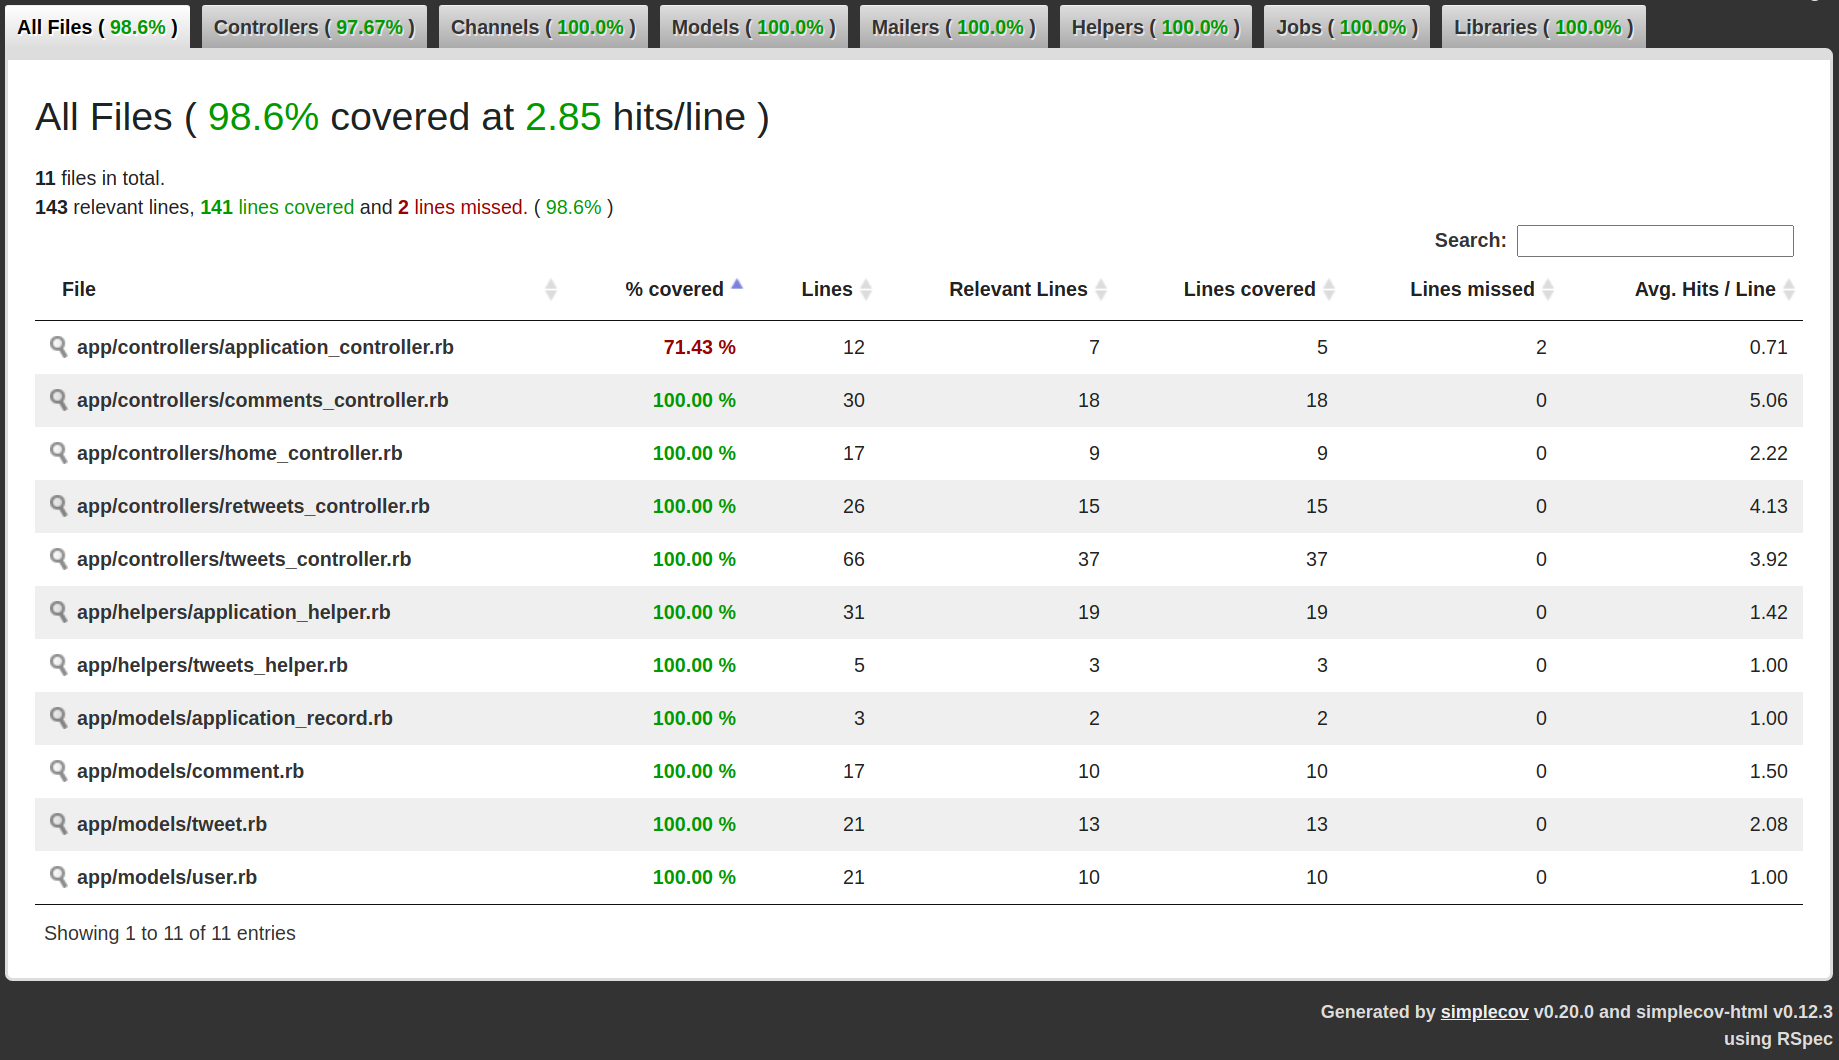 All Files ( 98.6% ) Controllers ( 97.67% ) Channels ( 100.0% ) Models ( 100.0% ) Mailers ( 100.0% ) Helpers ( 100.0% ) Jobs ( 100.0% ) Libraries ( 100.0% )
All Files ( 98.6% covered at 2.85 hits/line )
11 files in total.
143 relevant lines, 141 lines covered and 2 lines missed. ( 98.6% )
Search:
File % covered Lines Relevant Lines Lines covered Lines missed Avg. Hits / Line
app/controllers/application_controller.rb 71.43 % 12 7 5 2 0.71
app/controllers/comments_controller.rb 100.00 % 30 18 18 0 5.06
app/controllers/home_controller.rb 100.00 % 17 9 9 0 2.22
app/controllers/retweets_controller.rb 100.00 % 26 15 15 0 4.13
app/controllers/tweets_controller.rb 100.00 % 66 37 37 0 3.92
app/helpers/application_helper.rb 100.00 % 31 19 19 0 1.42
app/helpers/tweets_helper.rb 100.00 % 5 3 3 0 1.00
app/models/application_record.rb 100.00 % 3 2 2 0 1.00
app/models/comment.rb 100.00 % 17 10 10 0 1.50
app/models/tweet.rb 100.00 % 21 13 13 0 2.08
app/models/user.rb 100.00 % 21 10 10 0 1.00
Showing 1 to 11 of 11 entries
Generated by simplecov v0.20.0 and simplecov-html v0.12.3
using RSpec